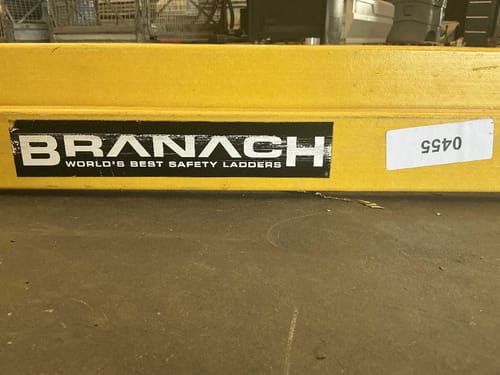 BRANACH
WORLD'S BEST SAFETY LADDERS
0455